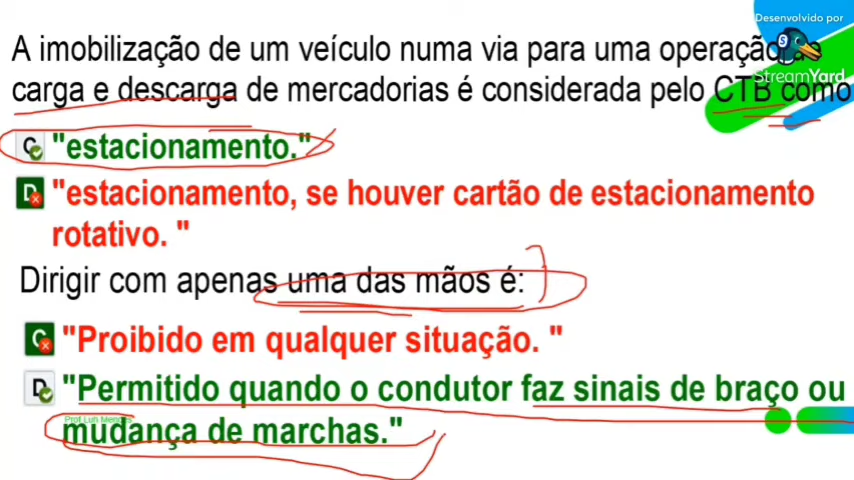 Desenvolvido por
StreamYard
A imobilização de um veículo numa via para uma operação de
carga e descarga de mercadorias é considerada pelo CTB como
C "estacionamento."
D "estacionamento, se houver cartão de estacionamento
rotativo. "
Dirigir com apenas uma das mãos é:
C "Proibido em qualquer situação. "
D "Permitido quando o condutor faz sinais de braço ou
mudança de marchas."